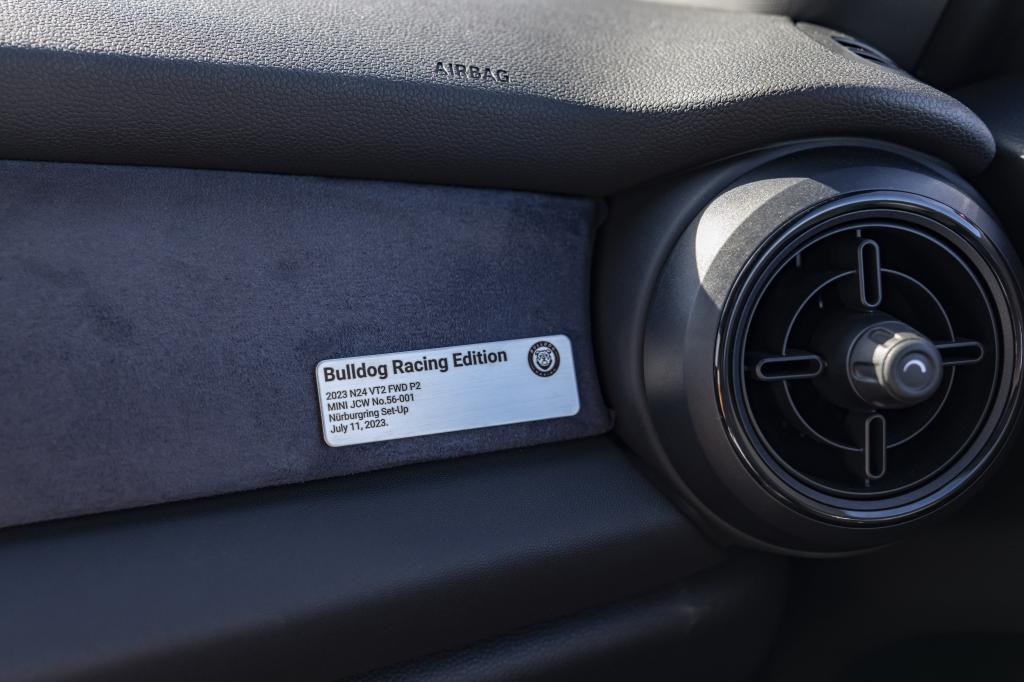 AIRBAG
Bulldog Racing Edition
2023 N24 VT2 FWD P2
MINI JCW No.56-001
Nürburgring Set-Up
July 11, 2023.